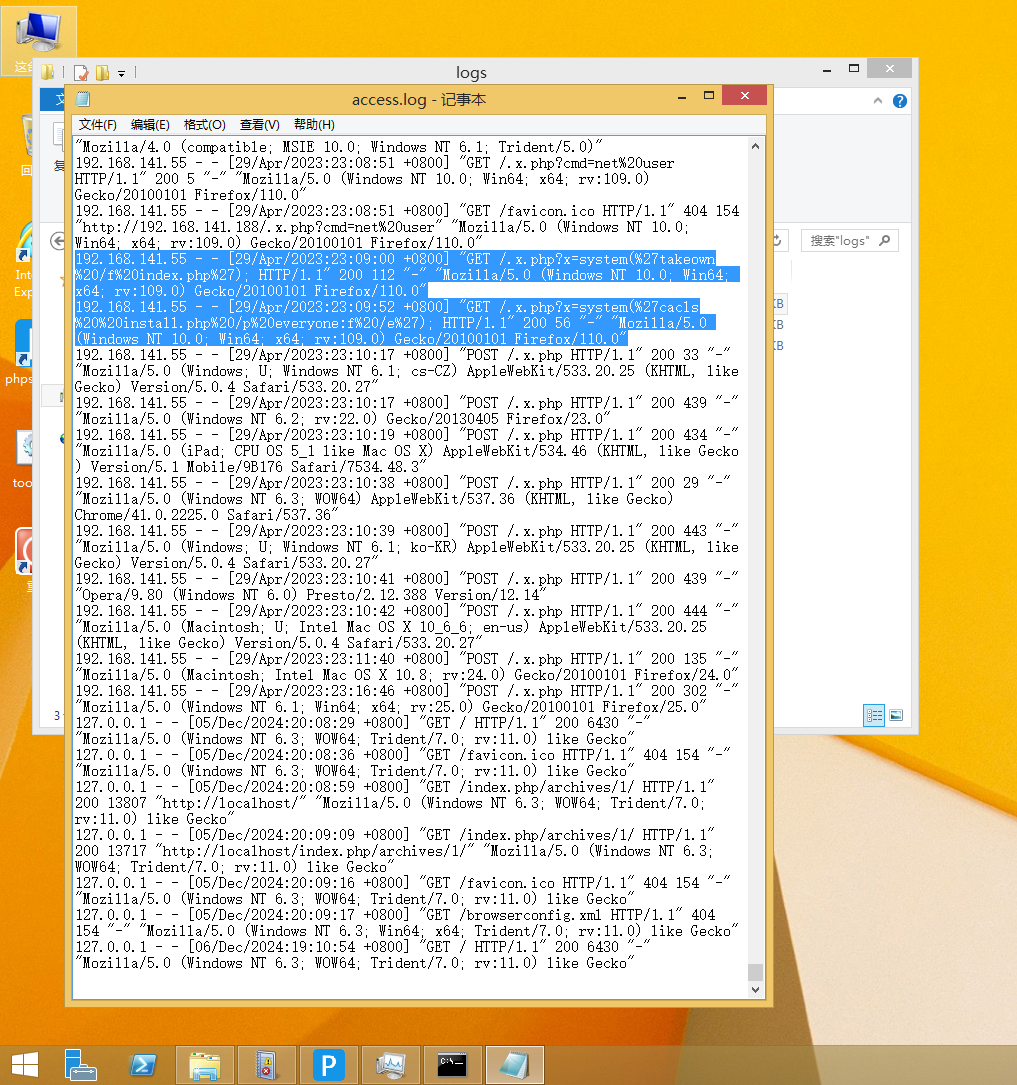 logs
access.log - 记事本
文件(F) 编辑(E) 格式(O) 查看(V) 帮助(H)
"Mozilla/4.0 (compatible; MSIE 10.0; Windows NT 6.1; Trident/5.0)"
192.168.141.55 - - [29/Apr/2023:23:08:51 +0800] "GET /.x.php?cmd=net%20user
HTTP/1.1" 200 5 "-" "Mozilla/5.0 (Windows NT 10.0; Win64; x64; rv:109.0)
Gecko/20100101 Firefox/110.0"
192.168.141.55 - - [29/Apr/2023:23:08:51 +0800] "GET /favicon.ico HTTP/1.1" 404 154
"http://192.168.141.188/.x.php?cmd=net%20user" "Mozilla/5.0 (Windows NT 10.0;
Win64; x64; rv:109.0) Gecko/20100101 Firefox/110.0"
192.168.141.55 - - [29/Apr/2023:23:09:00 +0800] "GET /.x.php?x=system(%27takeown
%20/f%20index.php%27); HTTP/1.1" 200 112 "-" "Mozilla/5.0 (Windows NT 10.0; Win64;
x64; rv:109.0) Gecko/20100101 Firefox/110.0"
192.168.141.55 - - [29/Apr/2023:23:09:52 +0800] "GET /.x.php?x=system(%27cacls
%20%20install.php%20/p%20everyone:f%20/e%27); HTTP/1.1" 200 56 "-" "Mozilla/5.0
(Windows NT 10.0; Win64; x64; rv:109.0) Gecko/20100101 Firefox/110.0"
192.168.141.55 - - [29/Apr/2023:23:10:17 +0800] "POST /.x.php HTTP/1.1" 200 33 "-"
"Mozilla/5.0 (Windows; U; Windows NT 6.1; cs-CZ) AppleWebKit/533.20.25 (KHTML, like
Gecko) Version/5.0.4 Safari/533.20.27"
192.168.141.55 - - [29/Apr/2023:23:10:17 +0800] "POST /.x.php HTTP/1.1" 200 439 "-"
"Mozilla/5.0 (Windows NT 6.2; rv:22.0) Gecko/20130405 Firefox/23.0"
192.168.141.55 - - [29/Apr/2023:23:10:19 +0800] "POST /.x.php HTTP/1.1" 200 434 "-"
"Mozilla/5.0 (iPad; CPU OS 5_1 like Mac OS X) AppleWebKit/534.46 (KHTML, like Gecko
) Version/5.1 Mobile/9B176 Safari/7534.48.3"
192.168.141.55 - - [29/Apr/2023:23:10:38 +0800] "POST /.x.php HTTP/1.1" 200 29 "-"
"Mozilla/5.0 (Windows NT 6.3; WOW64) AppleWebKit/537.36 (KHTML, like Gecko)
Chrome/41.0.2225.0 Safari/537.36"
192.168.141.55 - - [29/Apr/2023:23:10:39 +0800] "POST /.x.php HTTP/1.1" 200 443 "-"
"Mozilla/5.0 (Windows; U; Windows NT 6.1; ko-KR) AppleWebKit/533.20.25 (KHTML, like
Gecko) Version/5.0.4 Safari/533.20.27"
192.168.141.55 - - [29/Apr/2023:23:10:41 +0800] "POST /.x.php HTTP/1.1" 200 439 "-"
"Opera/9.80 (Windows NT 6.0) Presto/2.12.388 Version/12.14"
192.168.141.55 - - [29/Apr/2023:23:10:42 +0800] "POST /.x.php HTTP/1.1" 200 444 "-"
"Mozilla/5.0 (Macintosh; U; Intel Mac OS X 10_6_6; en-us) AppleWebKit/533.20.25
(KHTML, like Gecko) Version/5.0.4 Safari/533.20.27"
192.168.141.55 - - [29/Apr/2023:23:11:40 +0800] "POST /.x.php HTTP/1.1" 200 135 "-"
"Mozilla/5.0 (Macintosh; Intel Mac OS X 10.8; rv:24.0) Gecko/20100101 Firefox/24.0"
192.168.141.55 - - [29/Apr/2023:23:16:46 +0800] "POST /.x.php HTTP/1.1" 200 302 "-"
"Mozilla/5.0 (Windows NT 6.1; Win64; x64; rv:25.0) Gecko/20100101 Firefox/25.0"
127.0.0.1 - - [05/Dec/2024:20:08:29 +0800] "GET / HTTP/1.1" 200 6430 "-"
"Mozilla/5.0 (Windows NT 6.3; WOW64; Trident/7.0; rv:11.0) like Gecko"
127.0.0.1 - - [05/Dec/2024:20:08:36 +0800] "GET /favicon.ico HTTP/1.1" 404 154 "-"
"Mozilla/5.0 (Windows NT 6.3; WOW64; Trident/7.0; rv:11.0) like Gecko"
127.0.0.1 - - [05/Dec/2024:20:08:59 +0800] "GET /index.php/archives/1/ HTTP/1.1"
200 13807 "http://localhost/" "Mozilla/5.0 (Windows NT 6.3; WOW64; Trident/7.0;
rv:11.0) like Gecko"
127.0.0.1 - - [05/Dec/2024:20:09:09 +0800] "GET /index.php/archives/1/ HTTP/1.1"
200 13717 "http://localhost/index.php/archives/1/" "Mozilla/5.0 (Windows NT 6.3;
WOW64; Trident/7.0; rv:11.0) like Gecko"
127.0.0.1 - - [05/Dec/2024:20:09:16 +0800] "GET /favicon.ico HTTP/1.1" 404 154 "-"
"Mozilla/5.0 (Windows NT 6.3; WOW64; Trident/7.0; rv:11.0) like Gecko"
127.0.0.1 - - [05/Dec/2024:20:09:17 +0800] "GET /browserconfig.xml HTTP/1.1" 404
154 "-" "Mozilla/5.0 (Windows NT 6.3; Win64; x64; Trident/7.0; rv:11.0) like Gecko"
127.0.0.1 - - [06/Dec/2024:19:10:54 +0800] "GET / HTTP/1.1" 200 6430 "-"
"Mozilla/5.0 (Windows NT 6.3; WOW64; Trident/7.0; rv:11.0) like Gecko"
搜索"logs"
KB
KB
KB
这台
文
复
回
Int
Exp
phps
too
3